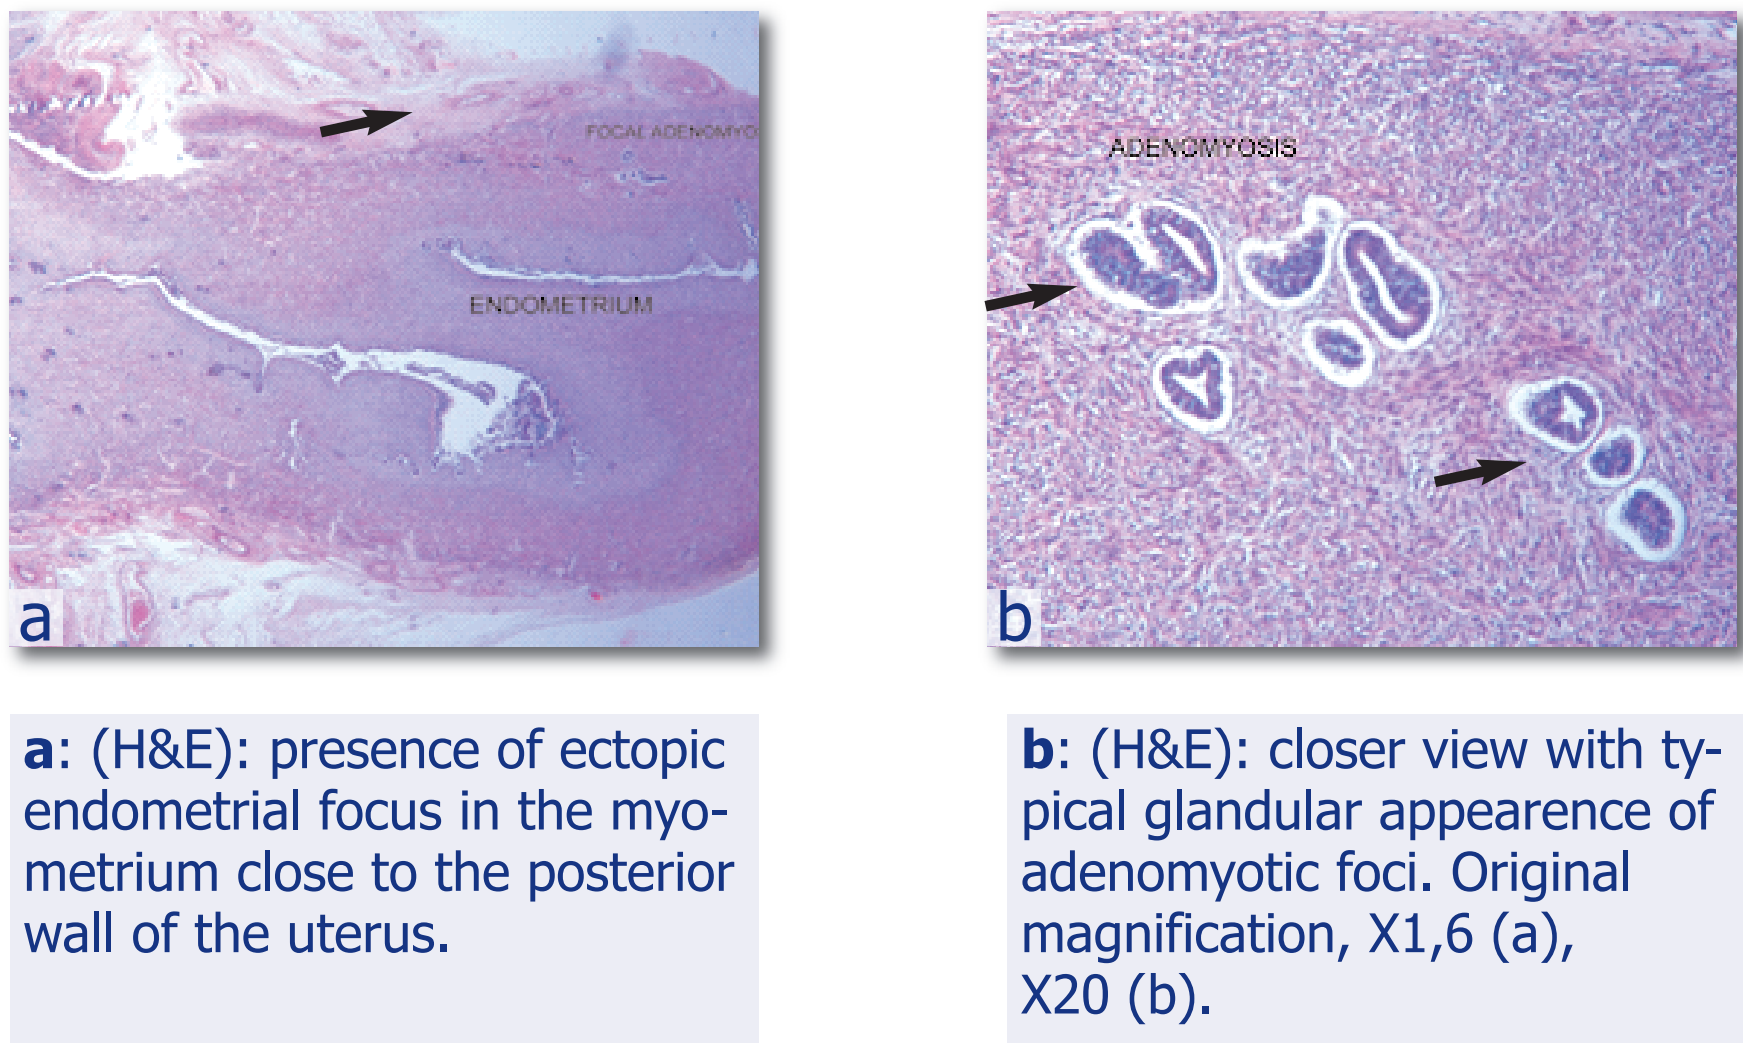 FOCAL ADENOMYO
ENDOMETRIUM
a
ADENOMYOSIS
b
a: (H&E): presence of ectopic
endometrial focus in the myo-
metrium close to the posterior
wall of the uterus.
b: (H&E): closer view with ty-
pical glandular appearence of
adenomyotic foci. Original
magnification, X1,6 (a),
X20 (b).